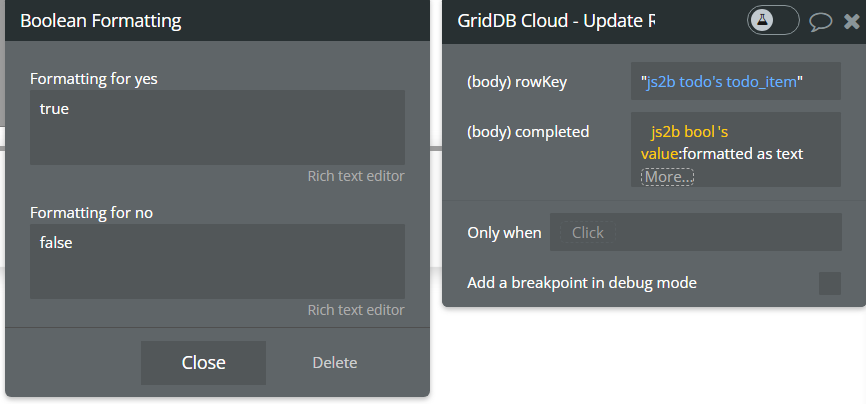 Boolean Formatting
Formatting for yes
true
Rich text editor
Formatting for no
false
Rich text editor
Close
Delete
GridDB Cloud - Update R
(body) rowKey
"js2b todo's todo_item"
(body) completed
js2b bool's
value:formatted as text
More...
Only when
Click
Add a breakpoint in debug mode